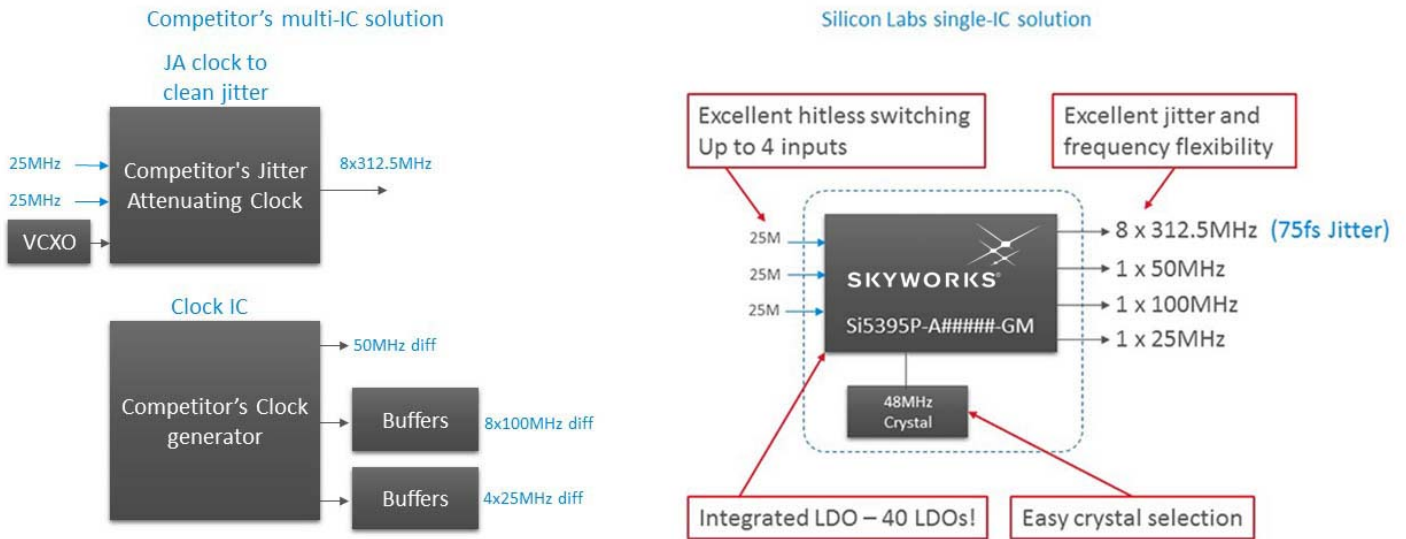 Competitor's multi-IC solution
JA clock to
clean jitter
25MHz
25MHz
VCXO
Competitor's Jitter
Attenuating Clock
8x312.5MHz
Clock IC
Competitor's Clock
generator
50MHz diff
Buffers
8x100MHz diff
Buffers
4x25MHz diff
Silicon Labs single-IC solution
Excellent hitless switching
Up to 4 inputs
Excellent jitter and
frequency flexibility
25M
25M
25M
SKYWORKS®
Si5395P-A#####-GM
8 x 312.5MHz (75fs Jitter)
1 x 50MHz
1 x 100MHz
1 x 25MHz
48MHz
Crystal
Integrated LDO – 40 LDOs!
Easy crystal selection